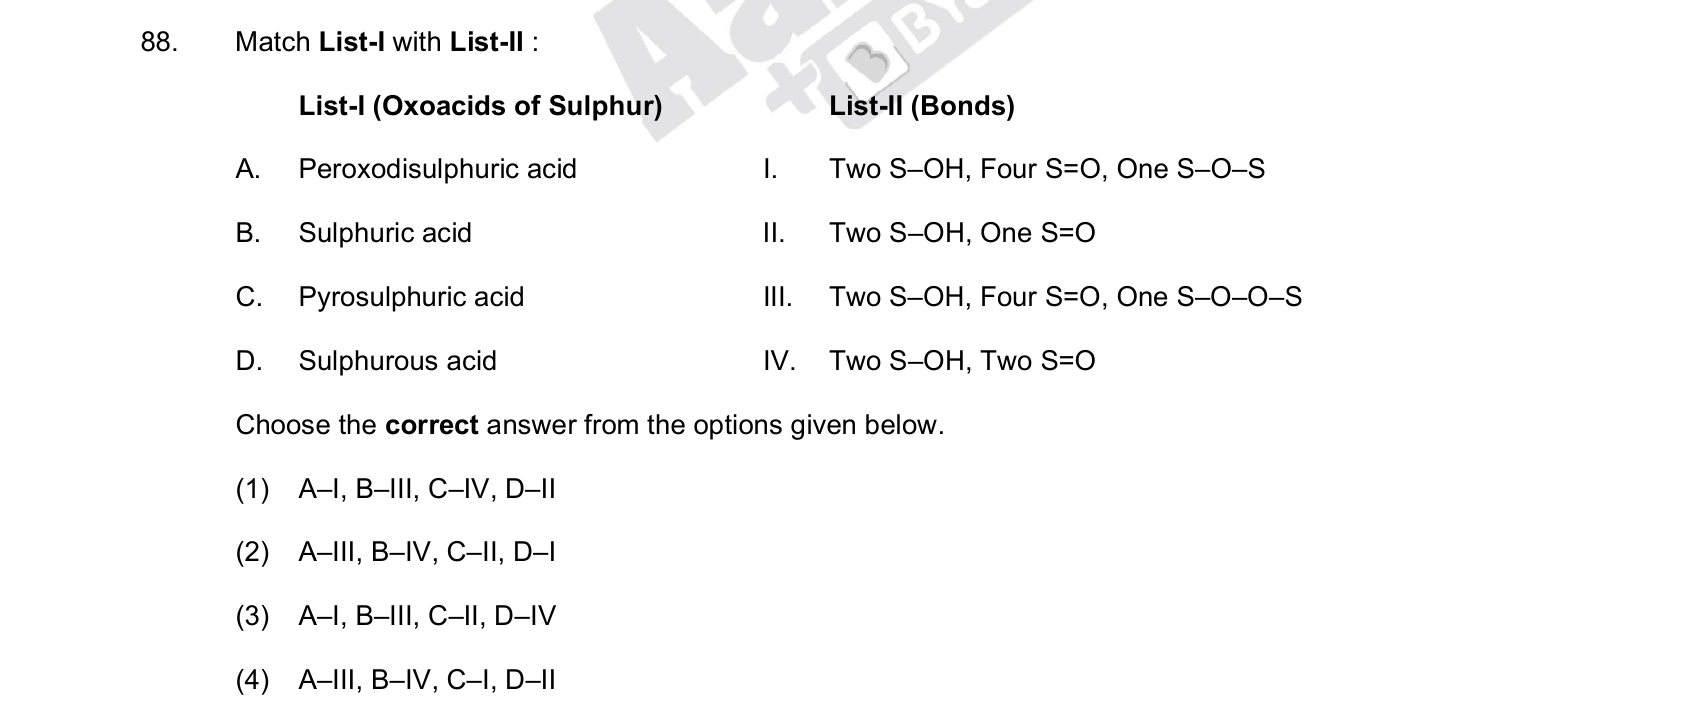 88. Match List-I with List-II :
List-I (Oxoacids of Sulphur) List-II (Bonds)
A. Peroxodisulphuric acid I. Two S–OH, Four S=O, One S–O–S
B. Sulphuric acid II. Two S–OH, One S=O
C. Pyrosulphuric acid III. Two S–OH, Four S=O, One S–O–O–S
D. Sulphurous acid IV. Two S–OH, Two S=O
Choose the correct answer from the options given below.
(1) A–I, B–III, C–IV, D–II
(2) A–III, B–IV, C–II, D–I
(3) A–I, B–III, C–II, D–IV
(4) A–III, B–IV, C–I, D–II